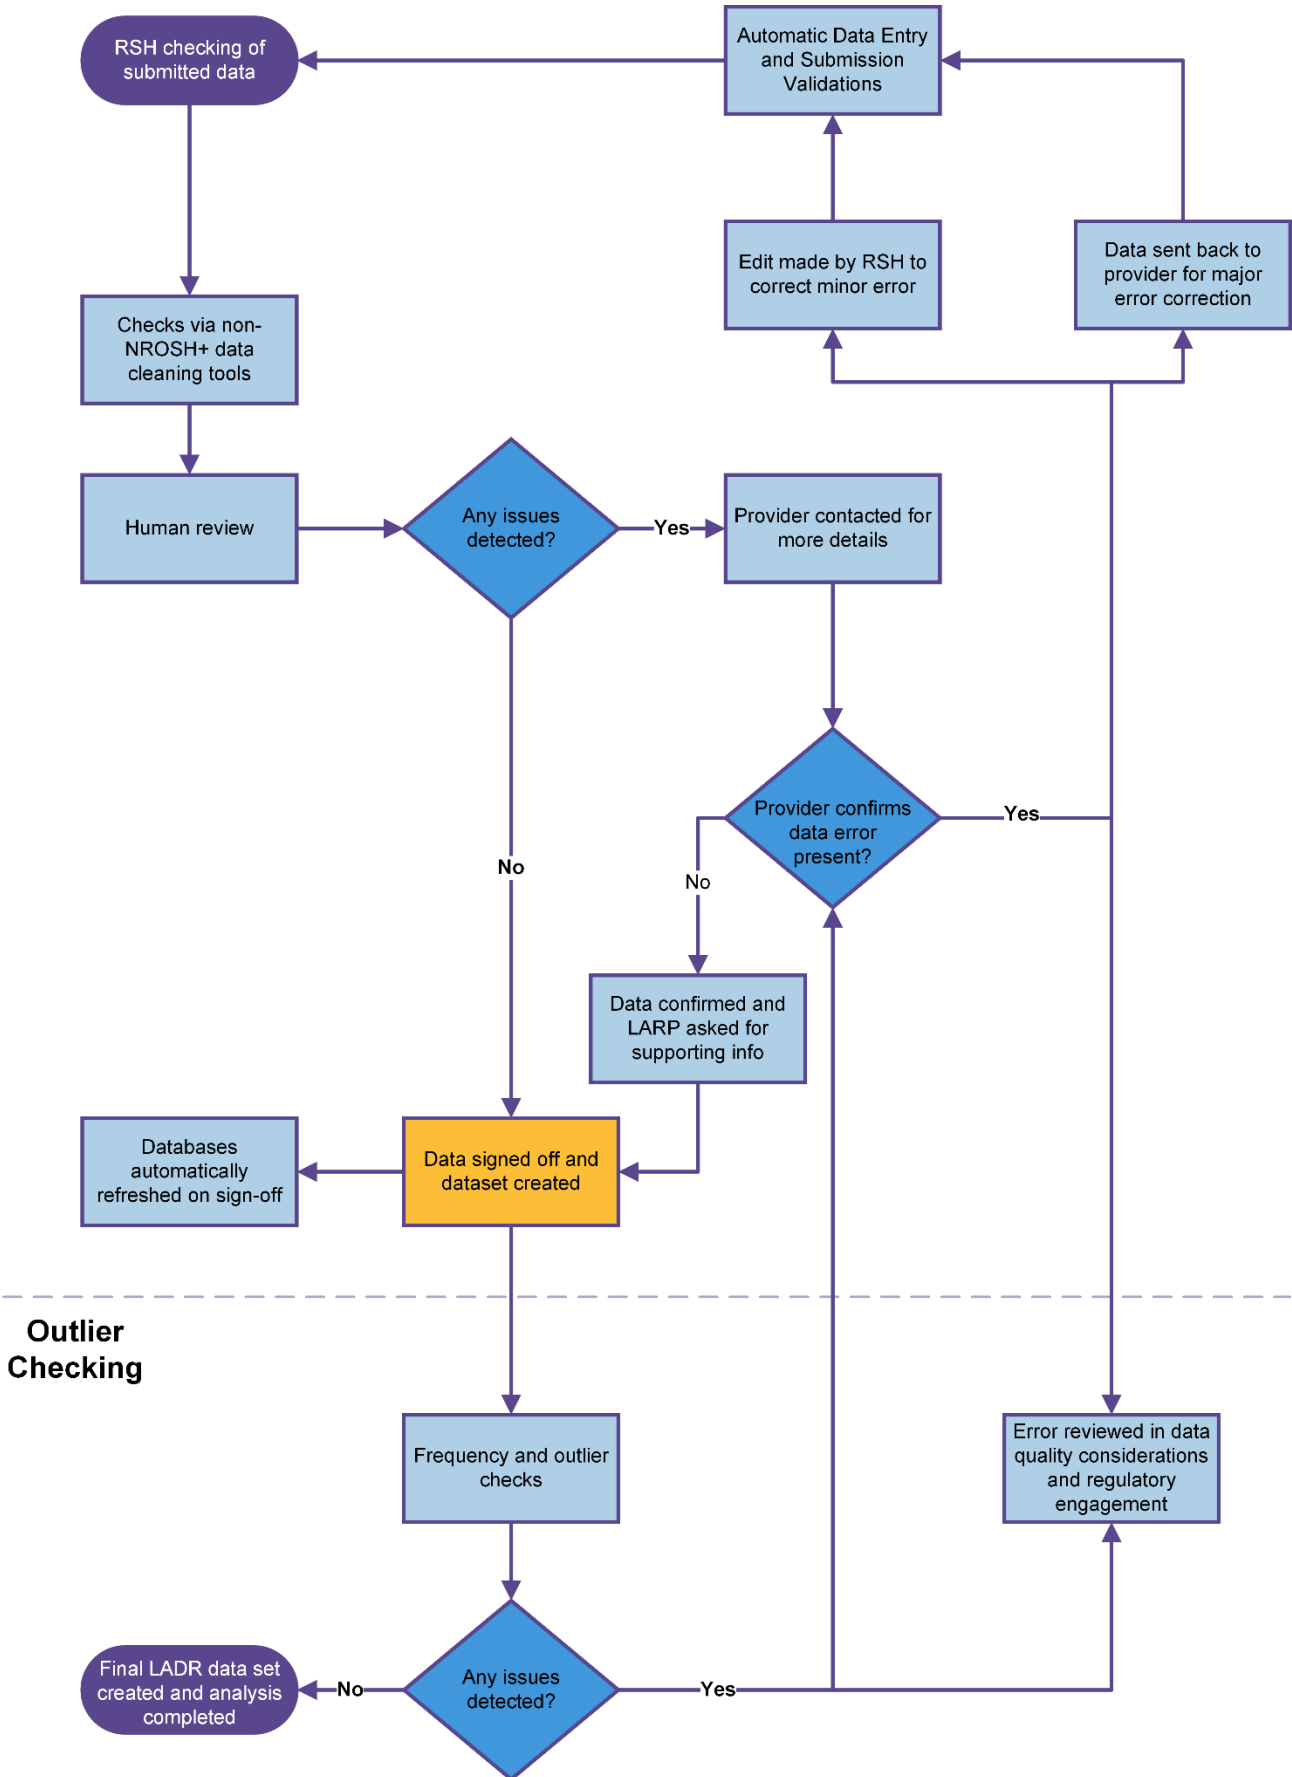 RSH checking of
submitted data
Automatic Data Entry
and Submission
Validations
Edit made by RSH to
correct minor error
Data sent back to
provider for major
error correction
Checks via non-
NROSH+ data
cleaning tools
Human review
Any issues
detected?
Yes
Provider contacted for
more details
Provider confirms
data error
present?
Yes
No
No
Data confirmed and
LARP asked for
supporting info
Databases
automatically
refreshed on sign-off
Data signed off and
dataset created
Outlier
Checking
Frequency and outlier
checks
Error reviewed in data
quality considerations
and regulatory
engagement
Final LADR data set
created and analysis
completed
No
Any issues
detected?
Yes